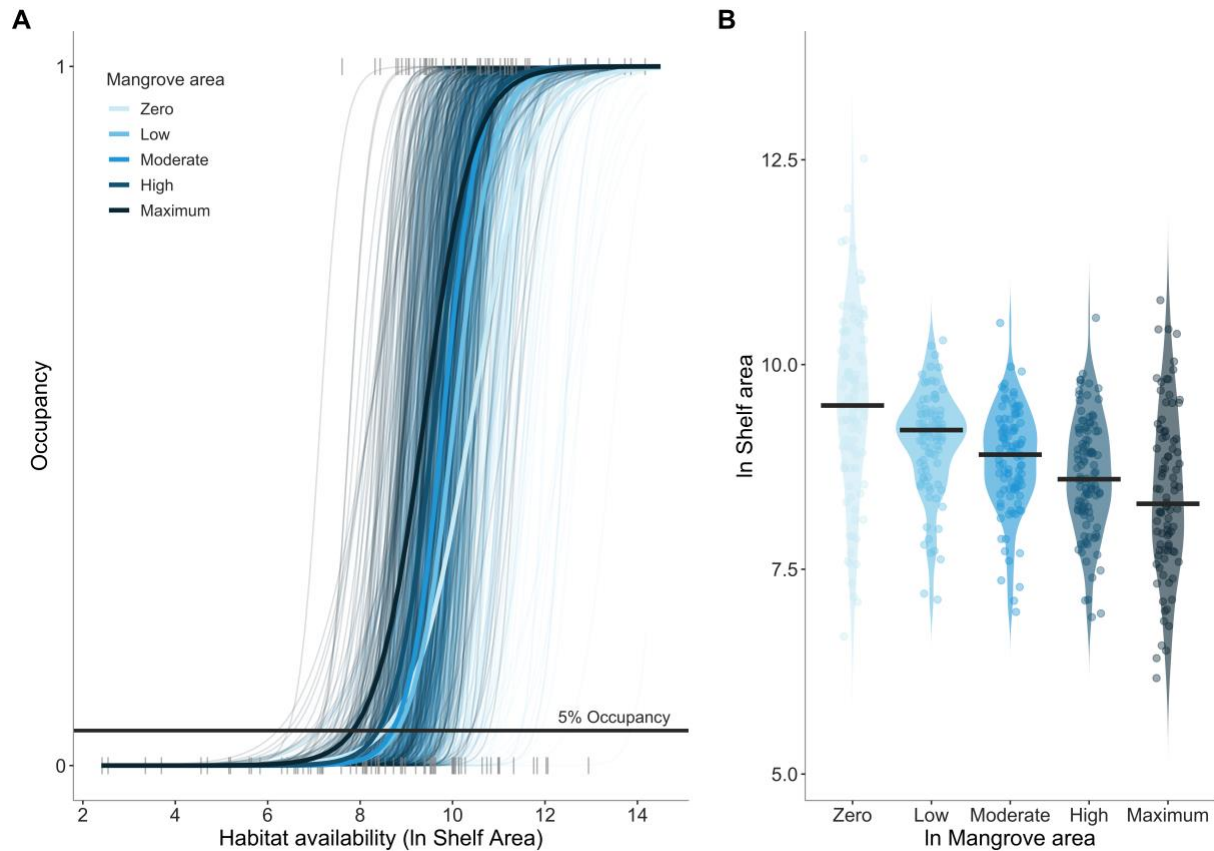 A
1
Mangrove area
Zero
Low
Moderate
High
Maximum
Occupancy
5% Occupancy
0
2 4 6 8 10 12 14
Habitat availability (ln Shelf Area)
B
12.5
10.0
ln Shelf area
7.5
5.0
Zero Low Moderate High Maximum
ln Mangrove area